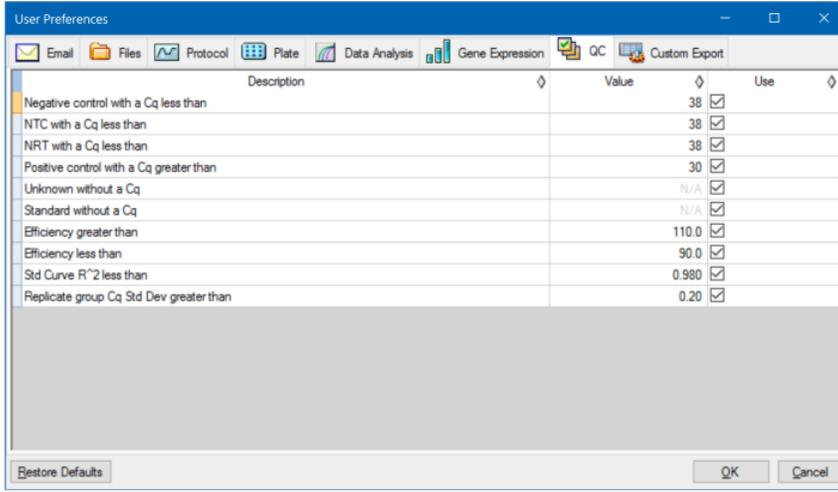 User Preferences
Email Files Protocol Plate Data Analysis Gene Expression QC Custom Export
Description Value Use
Negative control with a Cq less than 38
NTC with a Cq less than 38
NRT with a Cq less than 38
Positive control with a Cq greater than 30
Unknown without a Cq N/A
Standard without a Cq N/A
Efficiency greater than 110.0
Efficiency less than 90.0
Std Curve R^2 less than 0.980
Replicate group Cq Std Dev greater than 0.20
Restore Defaults OK Cancel